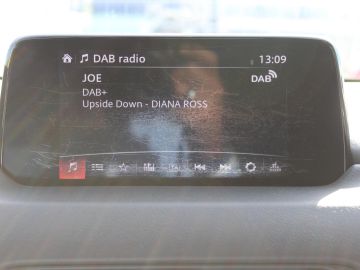 DAB radio 13:09
JOE DAB
DAB+
Upside Down - DIANA ROSS